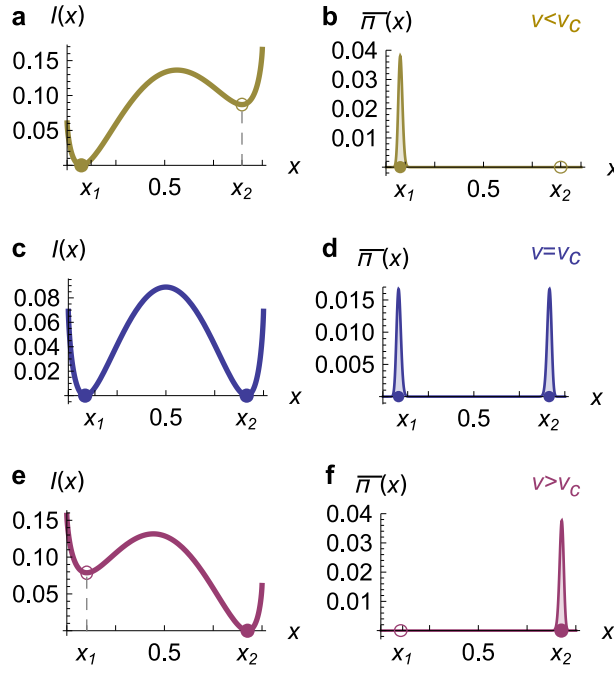 a I(x)
0.15
0.10
0.05
x1 0.5 x2 x
b Π(x) v<vc
0.04
0.03
0.02
0.01
x1 0.5 x2 x
c I(x)
0.08
0.06
0.04
0.02
x1 0.5 x2 x
d Π(x) v=vc
0.015
0.010
0.005
x1 0.5 x2 x
e I(x)
0.15
0.10
0.05
x1 0.5 x2 x
f Π(x) v>vc
0.04
0.03
0.02
0.01
x1 0.5 x2 x